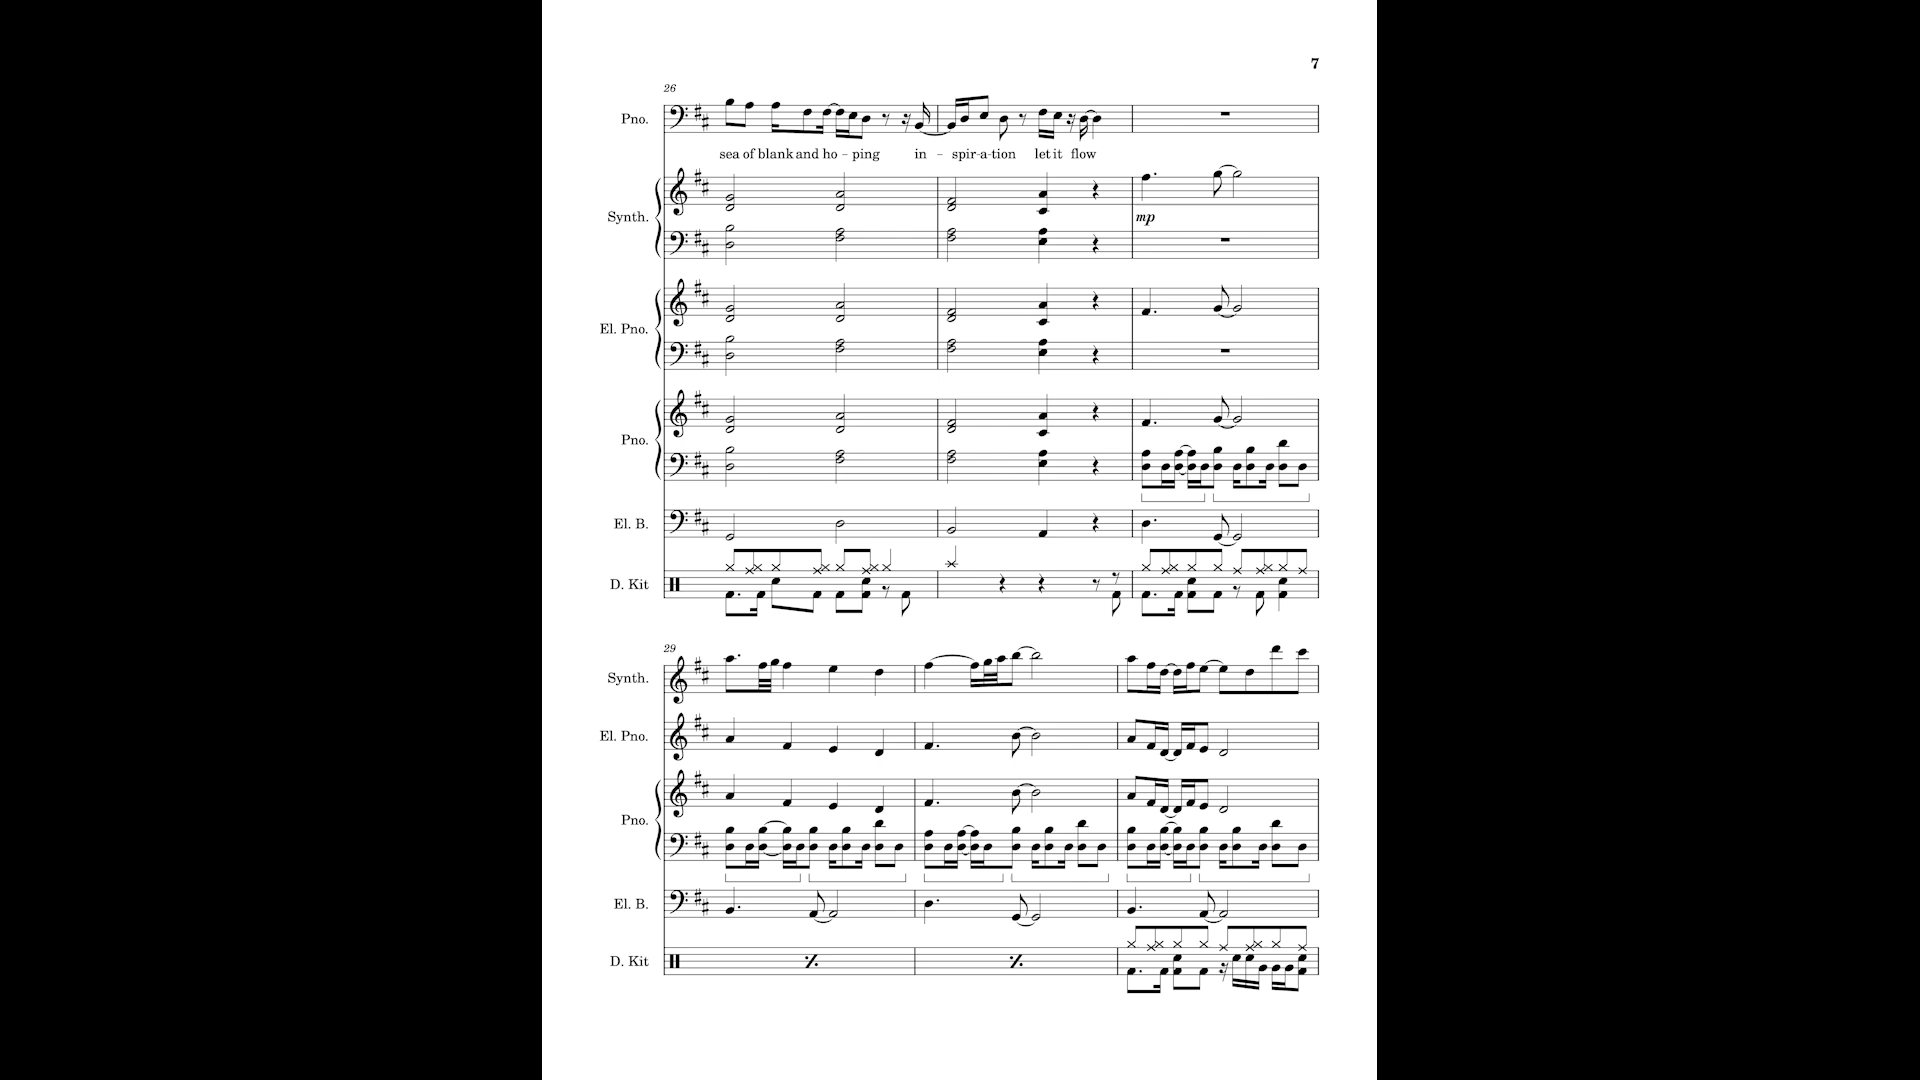 7
26
Pno.
sea of blank and ho - ping in - spir-a-tion let it flow
Synth.
mp
El. Pno.
Pno.
El. B.
D. Kit
29
Synth.
El. Pno.
Pno.
El. B.
D. Kit